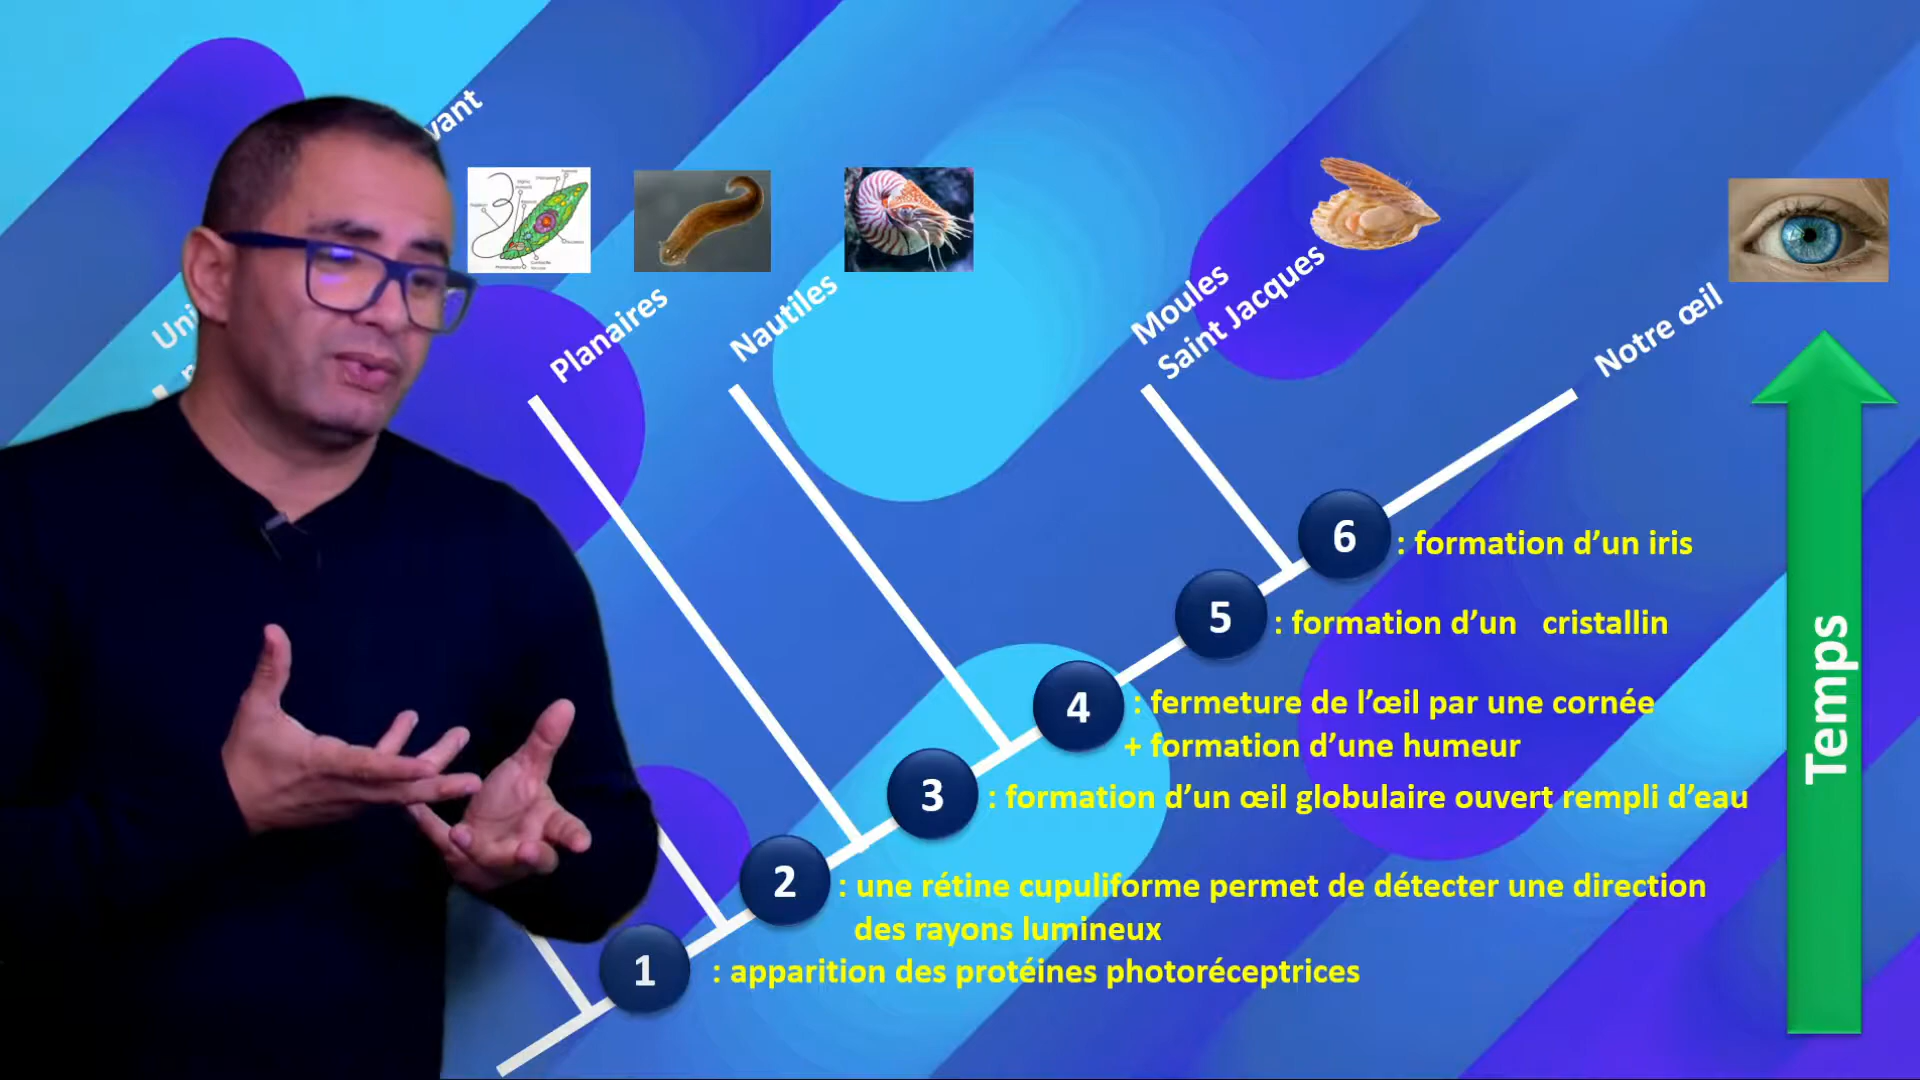 vant
Uni
Planaires
Nautiles
Moules
Saint Jacques
Notre œil
6 : formation d’un iris
5 : formation d’un cristallin
4 : fermeture de l’œil par une cornée
+ formation d’une humeur
3 : formation d’un œil globulaire ouvert rempli d’eau
2 : une rétine cupuliforme permet de détecter une direction
des rayons lumineux
1 : apparition des protéines photoréceptrices
Temps